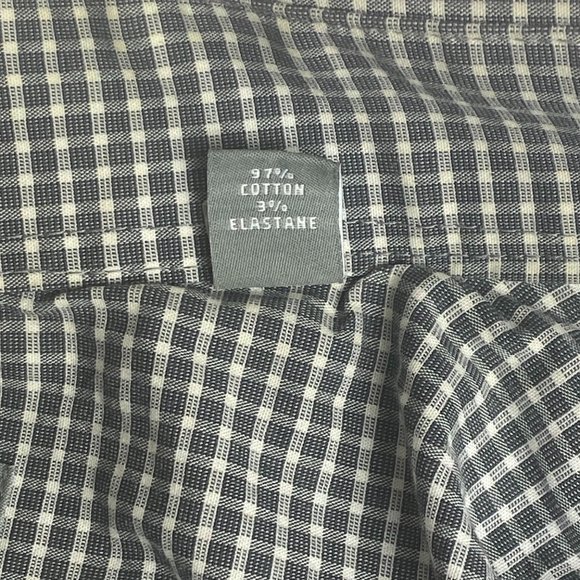 97%
COTTON
3%
ELASTANE